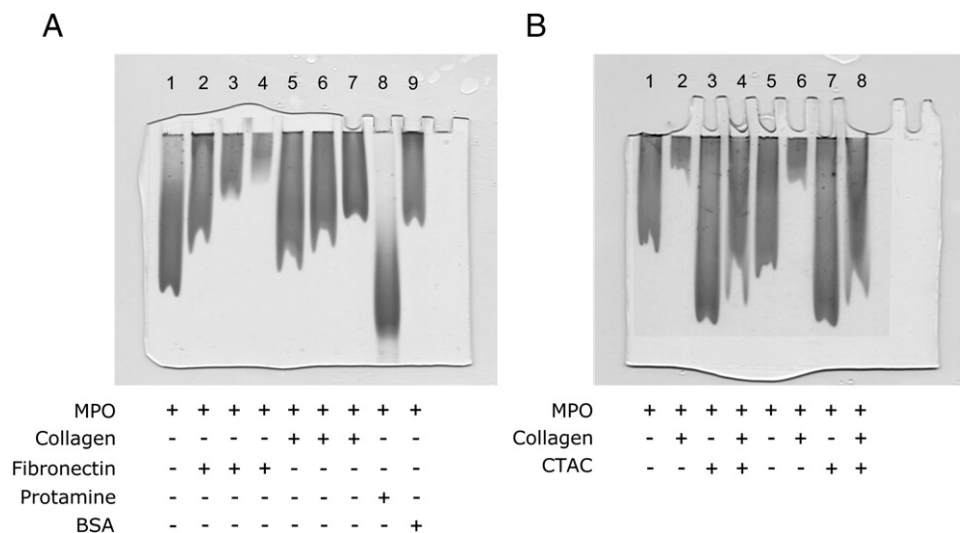 A
B
1 2 3 4 5 6 7 8 9
1 2 3 4 5 6 7 8
MPO + + + + + + + + +
Collagen - - - - + + + - -
Fibronectin - + + + - - - - -
Protamine - - - - - - - + -
BSA - - - - - - - - +
MPO + + + + + + + +
Collagen - + - + - + - +
CTAC - - + + - - + +